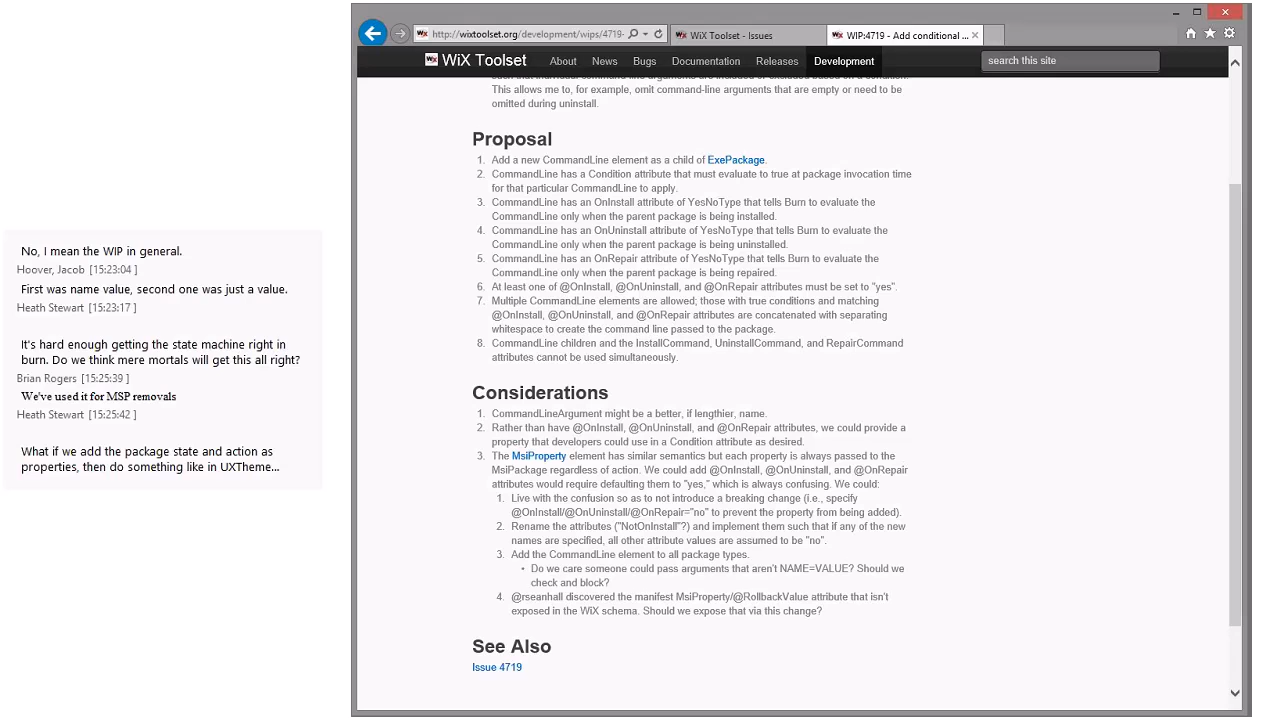 No, I mean the WIP in general.
Hoover, Jacob [15:23:04 ]
First was name value, second one was just a value.
Heath Stewart [15:23:17 ]
It's hard enough getting the state machine right in
burn. Do we think mere mortals will get this all right?
Brian Rogers [15:25:39 ]
We've used it for MSP removals
Heath Stewart [15:25:42 ]
What if we add the package state and action as
properties, then do something like in UXTheme...
http://wixtoolset.org/development/wips/4719-
WiX Toolset - Issues
WIP:4719 - Add conditional ...
WiX Toolset
About News Bugs Documentation Releases Development
search this site
such that individual command-line arguments are included or excluded based on a condition.
This allows me to, for example, omit command-line arguments that are empty or need to be
omitted during uninstall.
Proposal
1. Add a new CommandLine element as a child of ExePackage.
2. CommandLine has a Condition attribute that must evaluate to true at package invocation time
for that particular CommandLine to apply.
3. CommandLine has an OnInstall attribute of YesNoType that tells Burn to evaluate the
CommandLine only when the parent package is being installed.
4. CommandLine has an OnUninstall attribute of YesNoType that tells Burn to evaluate the
CommandLine only when the parent package is being uninstalled.
5. CommandLine has an OnRepair attribute of YesNoType that tells Burn to evaluate the
CommandLine only when the parent package is being repaired.
6. At least one of @OnInstall, @OnUninstall, and @OnRepair attributes must be set to "yes".
7. Multiple CommandLine elements are allowed; those with true conditions and matching
@OnInstall, @OnUninstall, and @OnRepair attributes are concatenated with separating
whitespace to create the command line passed to the package.
8. CommandLine children and the InstallCommand, UninstallCommand, and RepairCommand
attributes cannot be used simultaneously.
Considerations
1. CommandLineArgument might be a better, if lengthier, name.
2. Rather than have @OnInstall, @OnUninstall, and @OnRepair attributes, we could provide a
property that developers could use in a Condition attribute as desired.
3. The MsiProperty element has similar semantics but each property is always passed to the
MsiPackage regardless of action. We could add @OnInstall, @OnUninstall, and @OnRepair
attributes would require defaulting them to "yes," which is always confusing. We could:
1. Live with the confusion so as to not introduce a breaking change (i.e., specify
@OnInstall/@OnUninstall/@OnRepair="no" to prevent the property from being added).
2. Rename the attributes ("NotOnInstall"?) and implement them such that if any of the new
names are specified, all other attribute values are assumed to be "no".
3. Add the CommandLine element to all package types.
• Do we care someone could pass arguments that aren't NAME=VALUE? Should we
check and block?
4. @rseanhall discovered the manifest MsiProperty/@RollbackValue attribute that isn't
exposed in the WiX schema. Should we expose that via this change?
See Also
Issue 4719